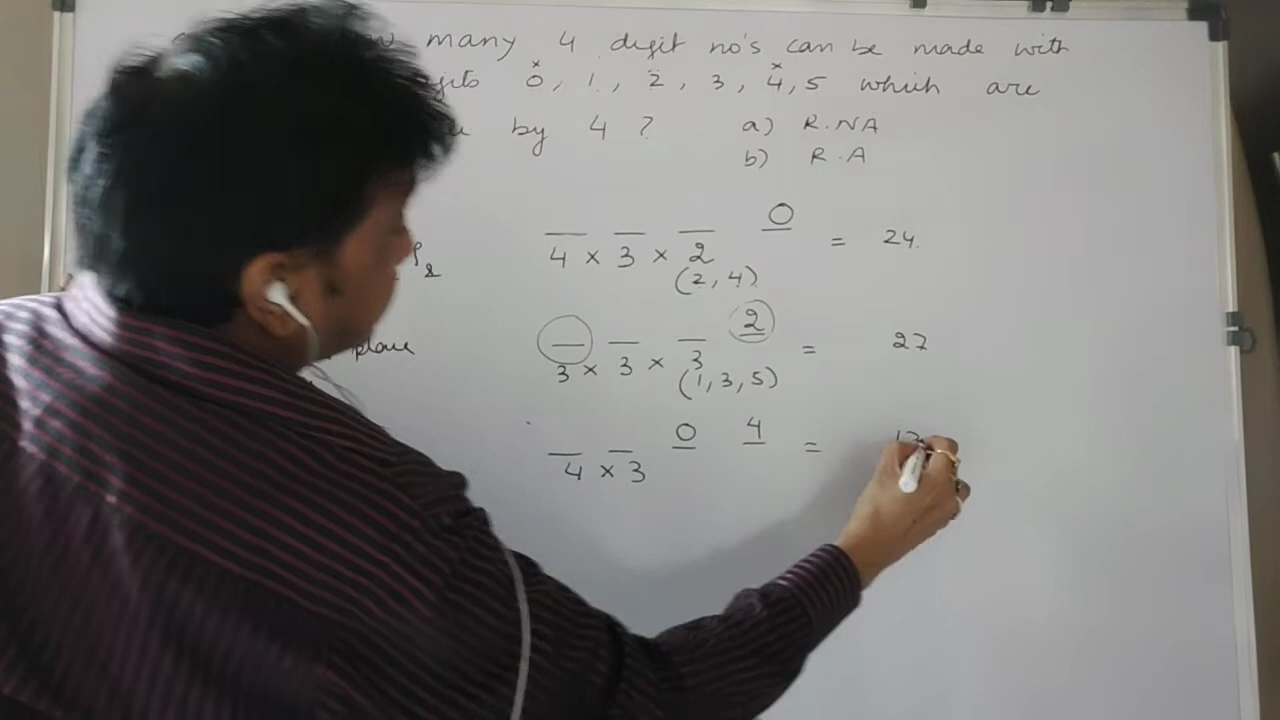 many 4 digit no's can be made with
0, 1, 2, 3, 4, 5 which are
by 4 ? a) R.NA
b) R.A
0
4 × 3 × 2 = 24.
(2, 4)
2
3 × 3 × 3 = 27
(1, 3, 5)
place
0 4 =
4 × 3